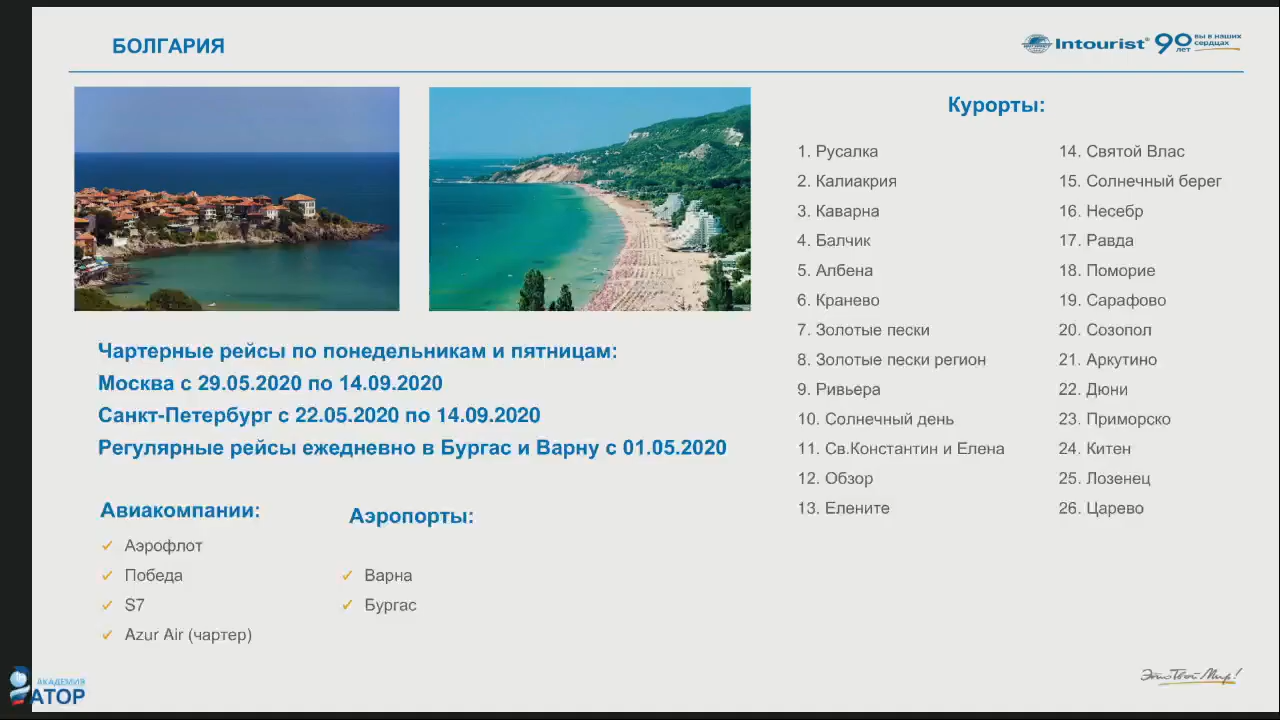 БОЛГАРИЯ
Intourist 90 лет вы в наших сердцах
Курорты:
1. Русалка
2. Калиакрия
3. Каварна
4. Балчик
5. Албена
6. Кранево
7. Золотые пески
8. Золотые пески регион
9. Ривьера
10. Солнечный день
11. Св.Константин и Елена
12. Обзор
13. Елените
14. Святой Влас
15. Солнечный берег
16. Несебр
17. Равда
18. Поморие
19. Сарафово
20. Созопол
21. Аркутино
22. Дюни
23. Приморско
24. Китен
25. Лозенец
26. Царево
Чартерные рейсы по понедельникам и пятницам:
Москва с 29.05.2020 по 14.09.2020
Санкт-Петербург с 22.05.2020 по 14.09.2020
Регулярные рейсы ежедневно в Бургас и Варну с 01.05.2020
Авиакомпании:
Аэрофлот
Победа
S7
Azur Air (чартер)
Аэропорты:
Варна
Бургас
АКАДЕМИЯ
АТОР
Это Твой Мир!